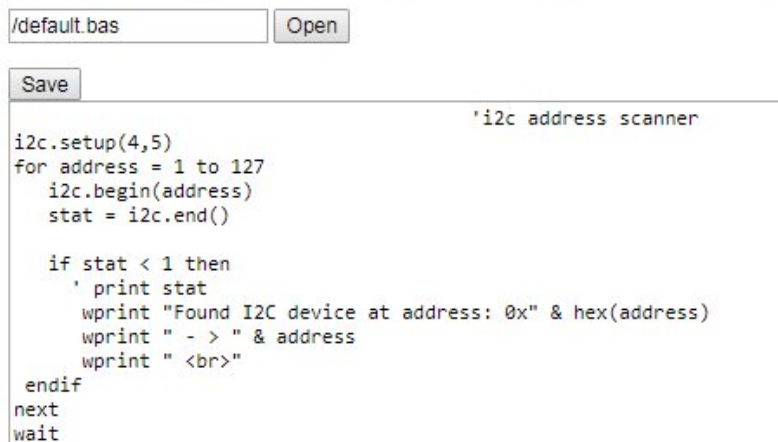 /default.bas Open
Save
'i2c address scanner
i2c.setup(4,5)
for address = 1 to 127
i2c.begin(address)
stat = i2c.end()
if stat < 1 then
' print stat
wprint "Found I2C device at address: 0x" & hex(address)
wprint " - > " & address
wprint " <br>"
endif
next
wait